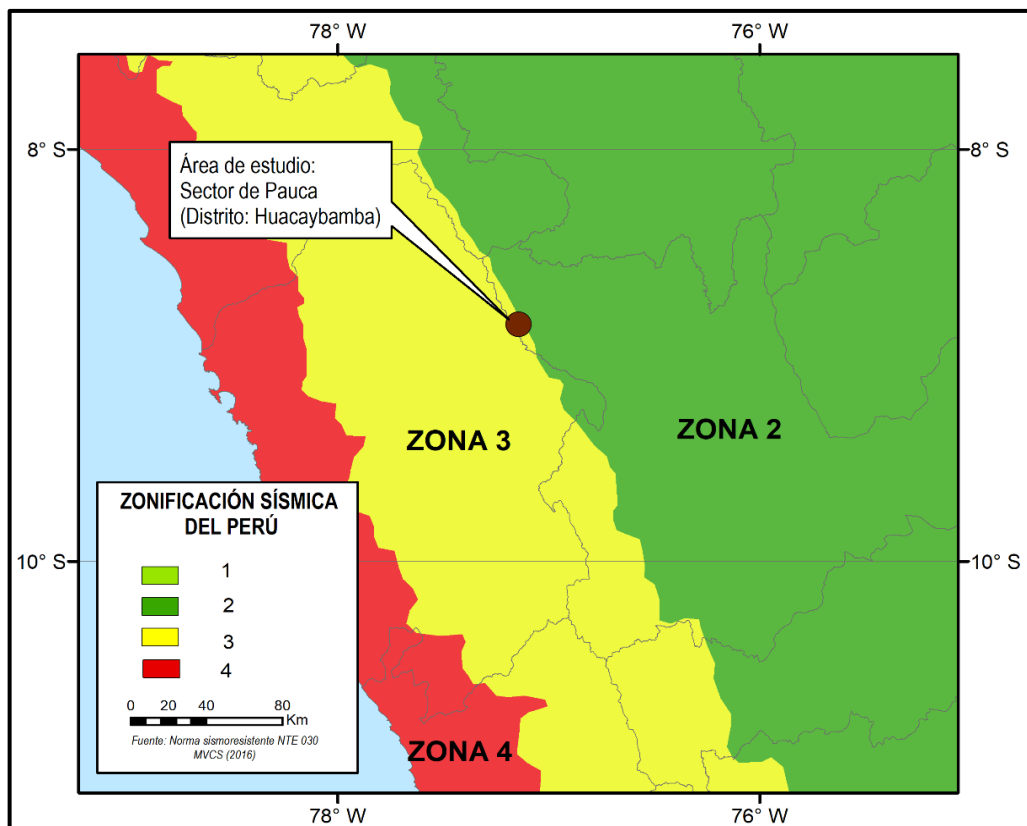 78° W
76° W
8° S
8° S
Área de estudio:
Sector de Pauca
(Distrito: Huacaybamba)
ZONA 3
ZONA 2
ZONIFICACIÓN SÍSMICA
DEL PERÚ
1
2
3
4
0 20 40 80
Km
Fuente: Norma sismoresistente NTE 030
MVCS (2016)
10° S
10° S
ZONA 4
78° W
76° W